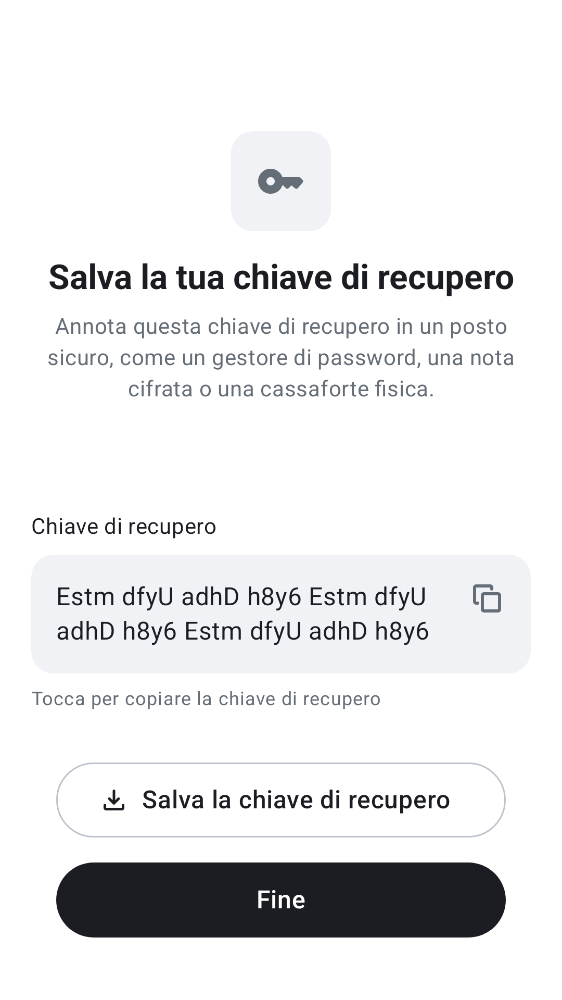 Salva la tua chiave di recupero
Annota questa chiave di recupero in un posto
sicuro, come un gestore di password, una nota
cifrata o una cassaforte fisica.
Chiave di recupero
Estm dfyU adhD h8y6 Estm dfyU
adhD h8y6 Estm dfyU adhD h8y6
Tocca per copiare la chiave di recupero
Salva la chiave di recupero
Fine